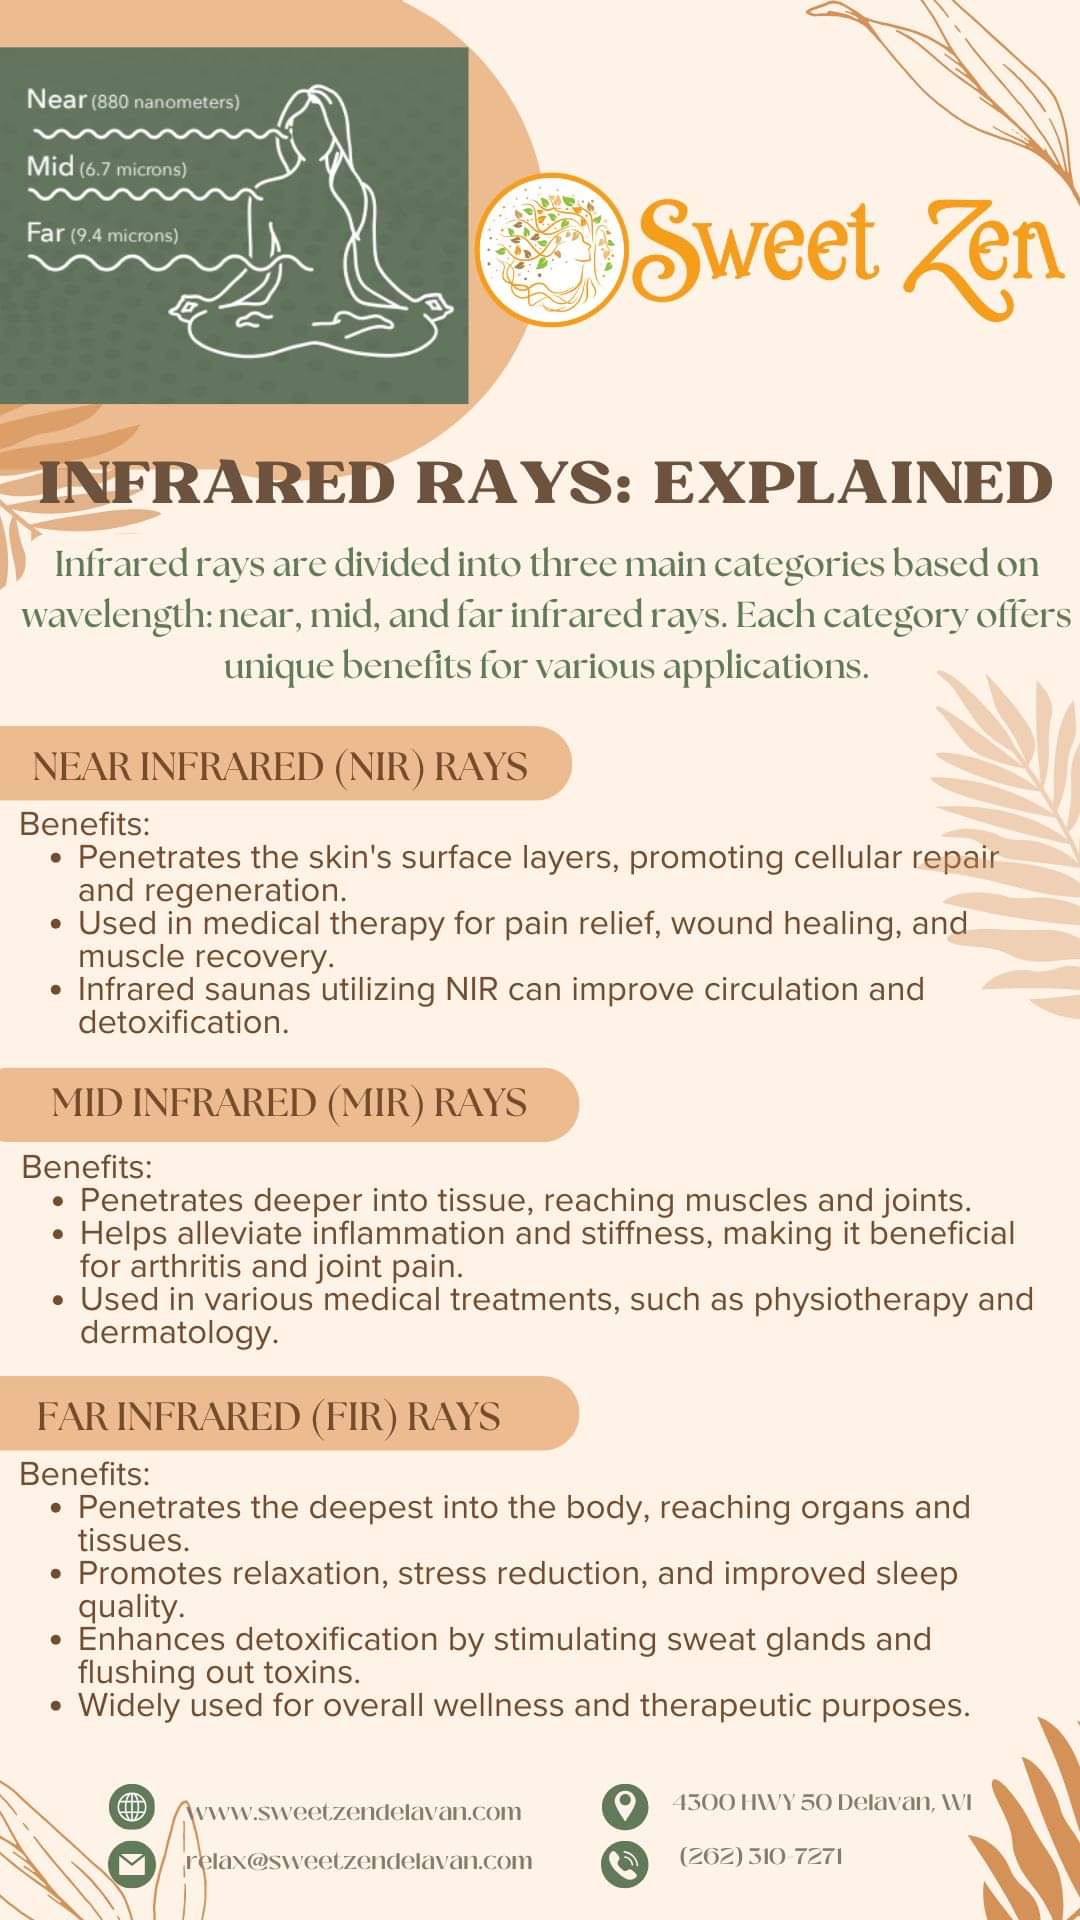 Near (880 nanometers)
Mid (6.7 microns)
Far (9.4 microns)
Sweet Zen
INFRARED RAYS: EXPLAINED
Infrared rays are divided into three main categories based on
wavelength: near, mid, and far infrared rays. Each category offers
unique benefits for various applications.
NEAR INFRARED (NIR) RAYS
Benefits:
• Penetrates the skin's surface layers, promoting cellular repair
and regeneration.
• Used in medical therapy for pain relief, wound healing, and
muscle recovery.
• Infrared saunas utilizing NIR can improve circulation and
detoxification.
MID INFRARED (MIR) RAYS
Benefits:
• Penetrates deeper into tissue, reaching muscles and joints.
• Helps alleviate inflammation and stiffness, making it beneficial
for arthritis and joint pain.
• Used in various medical treatments, such as physiotherapy and
dermatology.
FAR INFRARED (FIR) RAYS
Benefits:
• Penetrates the deepest into the body, reaching organs and
tissues.
• Promotes relaxation, stress reduction, and improved sleep
quality.
• Enhances detoxification by stimulating sweat glands and
flushing out toxins.
• Widely used for overall wellness and therapeutic purposes.
www.sweetzendelavan.com
relax@sweetzendelavan.com
4300 HWY 50 Delavan, WI
(262) 310-7271